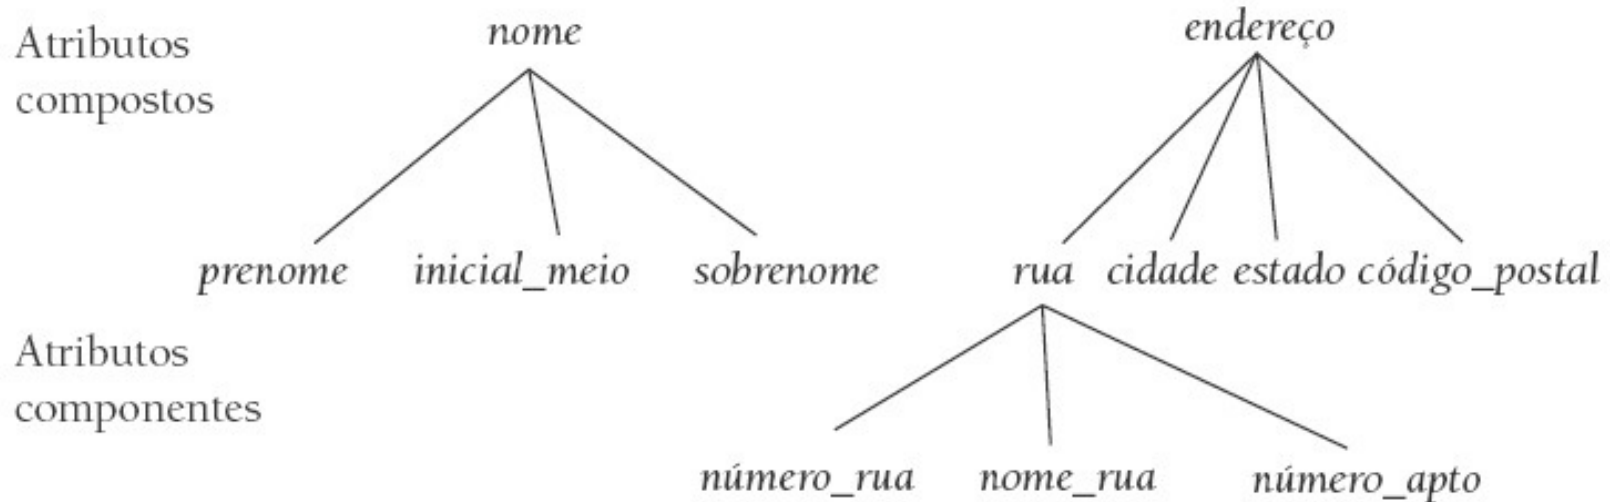 Atributos
compostos
nome
endereço
prenome inicial_meio sobrenome
rua cidade estado código_postal
Atributos
componentes
número_rua nome_rua número_apto